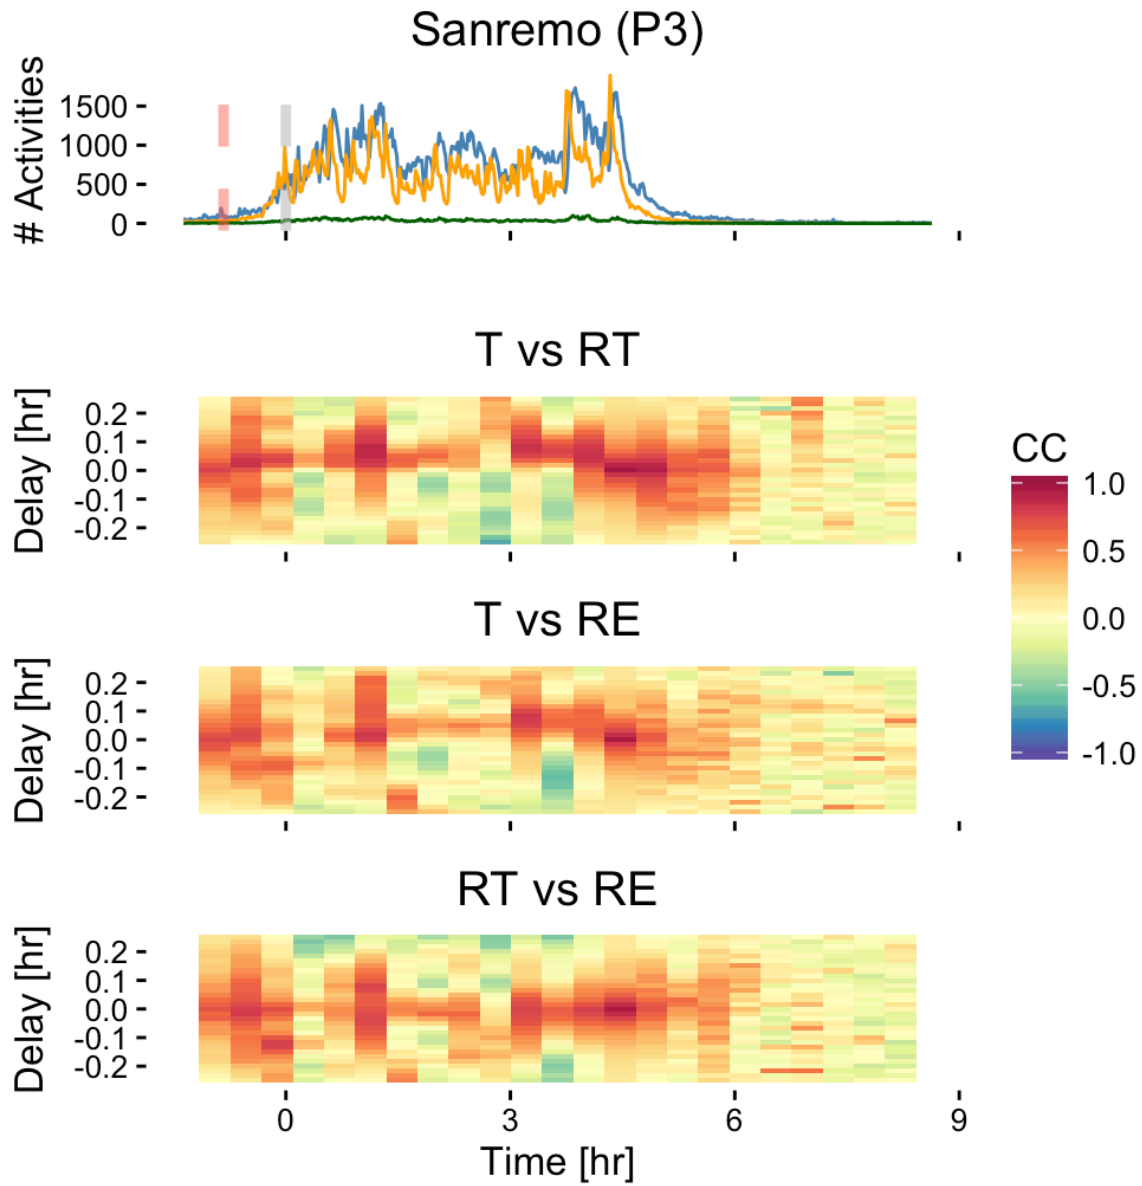 Sanremo (P3)
# Activities
1500
1000
500
0
T vs RT
Delay [hr]
0.2
0.1
0.0
-0.1
-0.2
T vs RE
Delay [hr]
0.2
0.1
0.0
-0.1
-0.2
RT vs RE
Delay [hr]
0.2
0.1
0.0
-0.1
-0.2
0 3 6 9
Time [hr]
CC
1.0
0.5
0.0
-0.5
-1.0